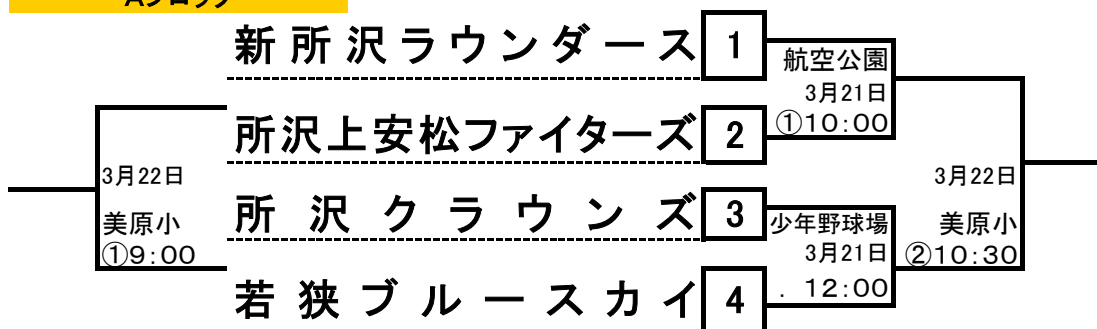 Aブロック
新所沢ラウンダース 1
航空公園
3月21日
①10:00
所沢上安松ファイターズ 2
3月22日
美原小
①9:00
所沢クラウンズ 3
少年野球場
3月21日
. 12:00
3月22日
美原小
②10:30
若狭ブルースカイ 4